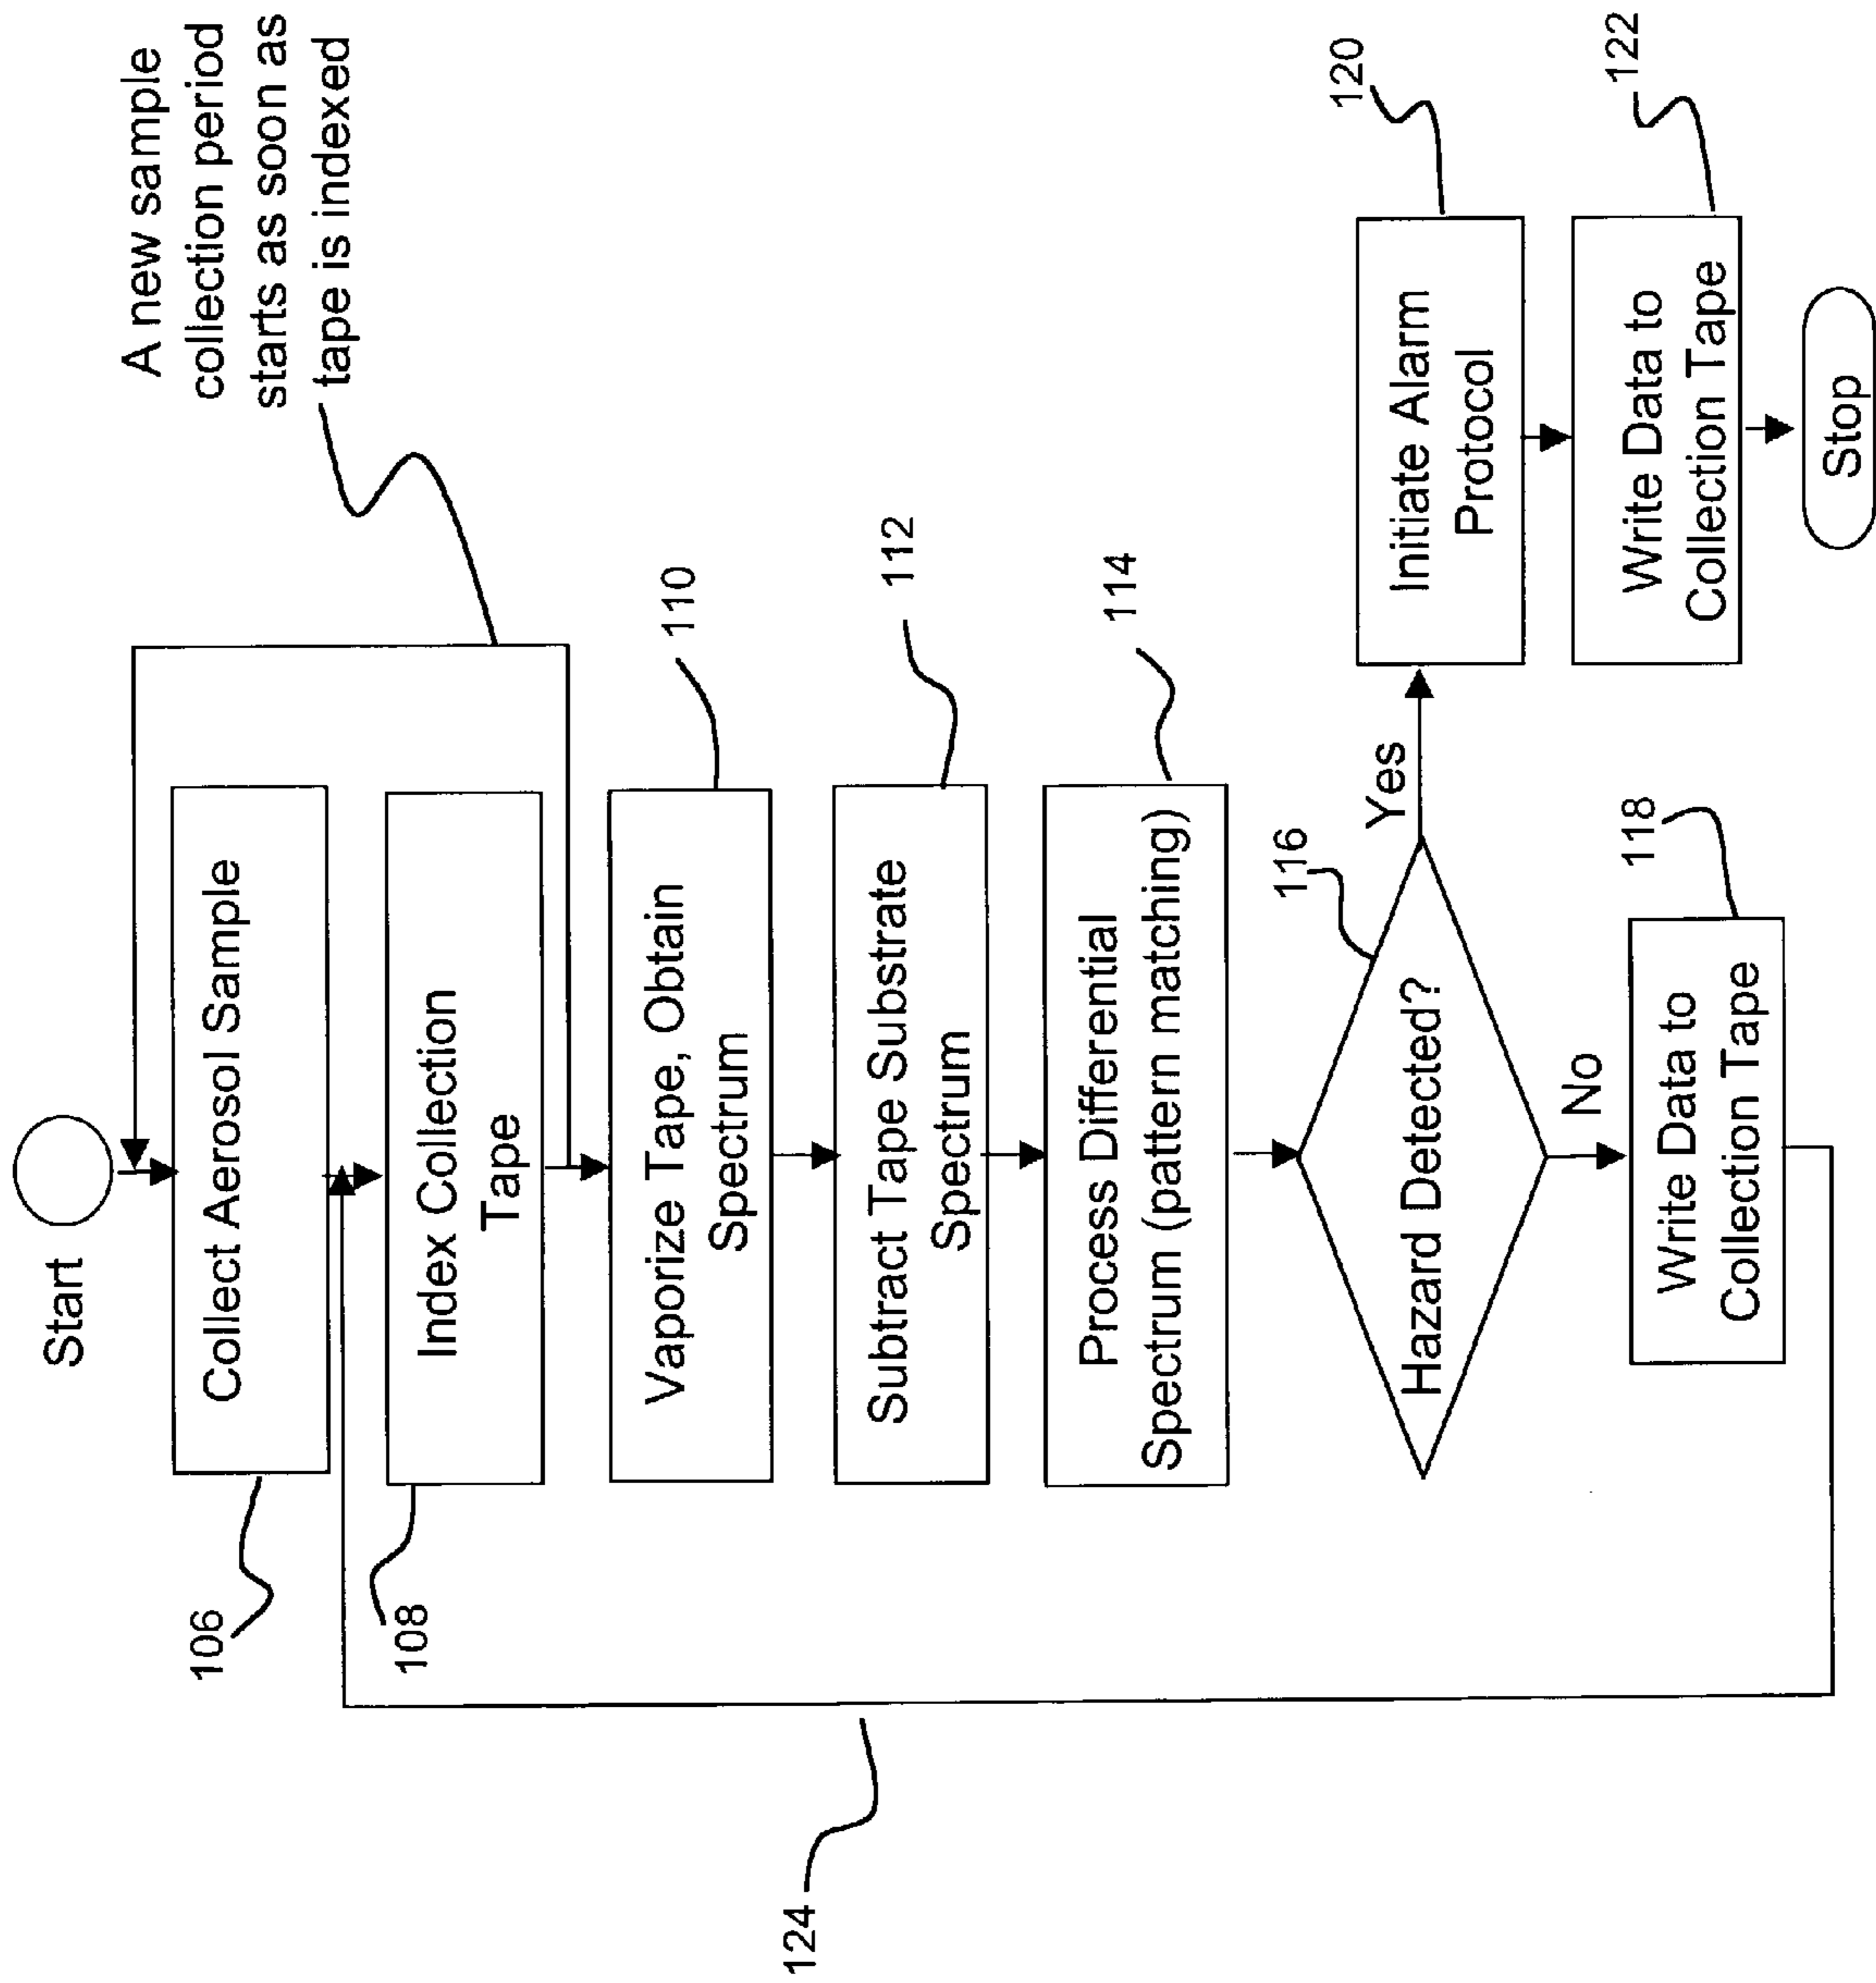 Start
A new sample
collection period
starts as soon as
tape is indexed
Collect Aerosol Sample
106
Index Collection
Tape
108
Vaporize Tape, Obtain
Spectrum
110
Subtract Tape Substrate
Spectrum
112
Process Differential
Spectrum (pattern matching)
114
Hazard Detected?
116
Yes
No
Write Data to
Collection Tape
118
124
Initiate Alarm
Protocol
120
Write Data to
Collection Tape
122
Stop